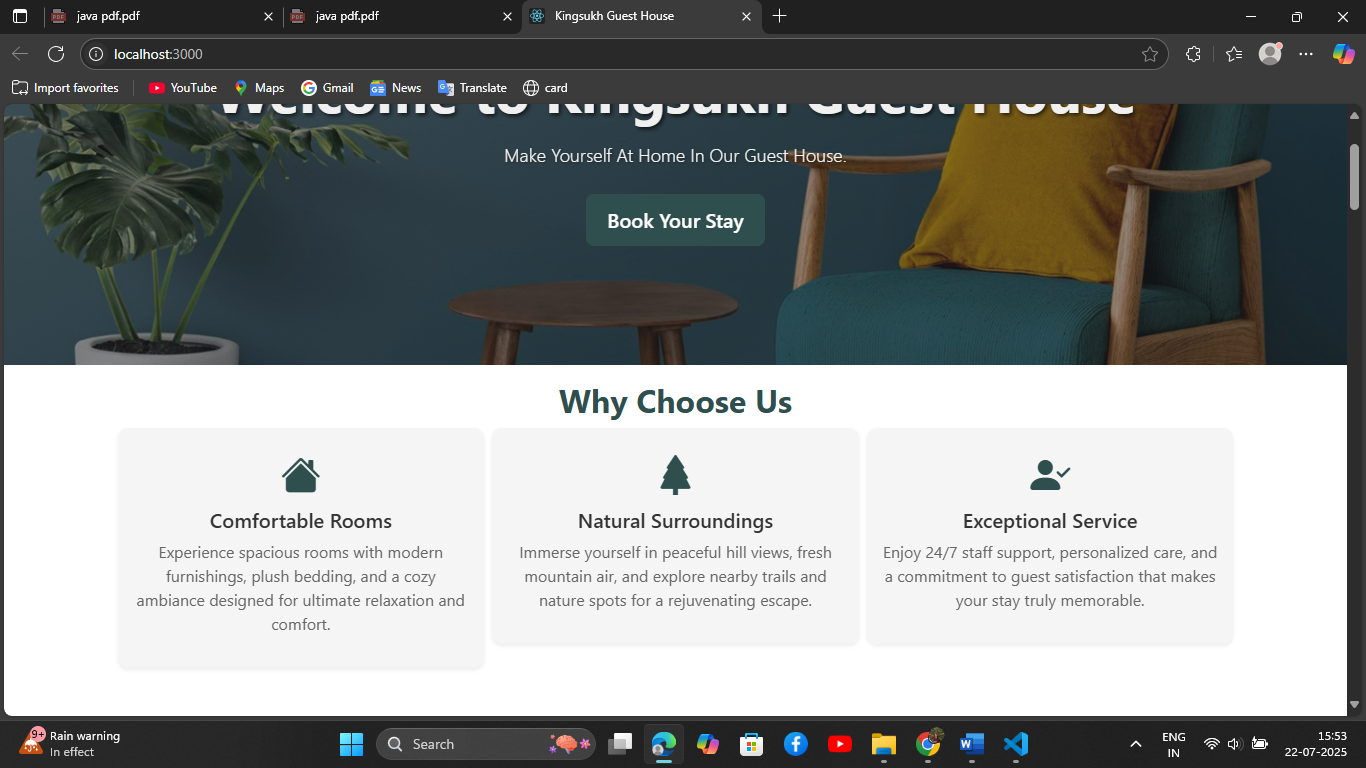 java pdf.pdf
java pdf.pdf
Kingsukh Guest House
localhost:3000
Import favorites
YouTube
Maps
Gmail
News
Translate
card
Welcome to Kingsukh Guest House
Make Yourself At Home In Our Guest House.
Book Your Stay
Why Choose Us
Comfortable Rooms
Experience spacious rooms with modern
furnishings, plush bedding, and a cozy
ambiance designed for ultimate relaxation and
comfort.
Natural Surroundings
Immerse yourself in peaceful hill views, fresh
mountain air, and explore nearby trails and
nature spots for a rejuvenating escape.
Exceptional Service
Enjoy 24/7 staff support, personalized care, and
a commitment to guest satisfaction that makes
your stay truly memorable.
9+
Rain warning
In effect
Search
ENG
IN
15:53
22-07-2025